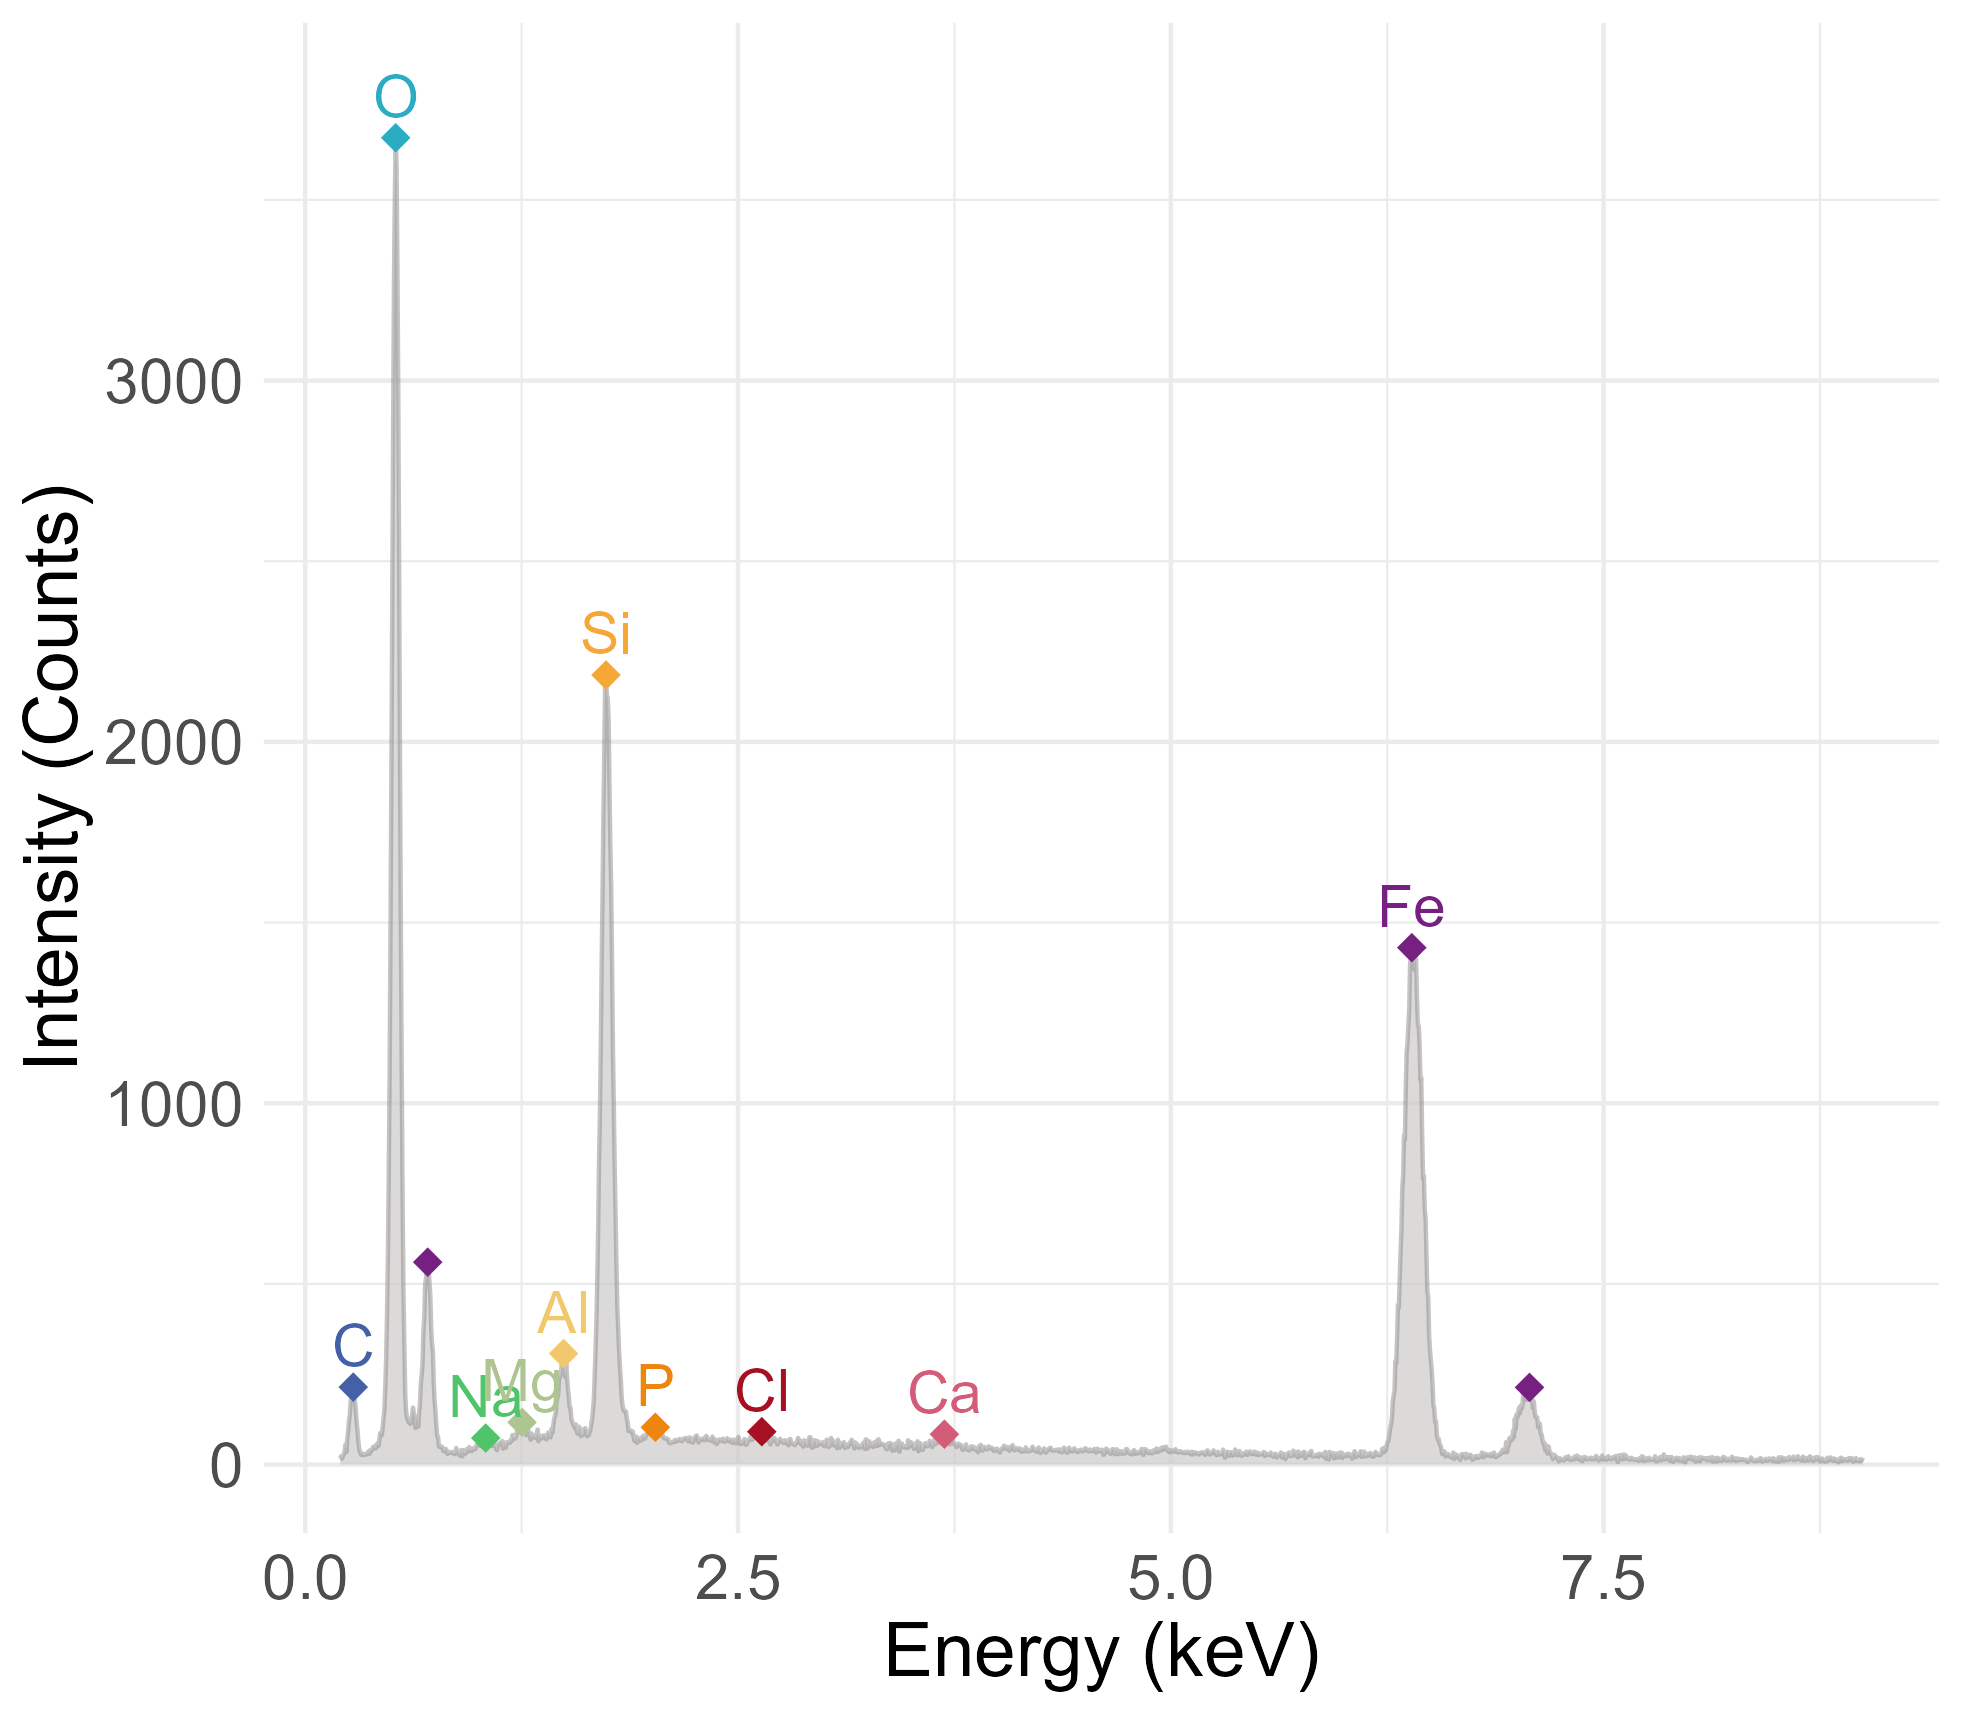 O
3000
Si
2000
Fe
1000
Al
C
Mg
Na
P
Cl
Ca
0
0.0 2.5 5.0 7.5
Energy (keV)
Intensity (Counts)